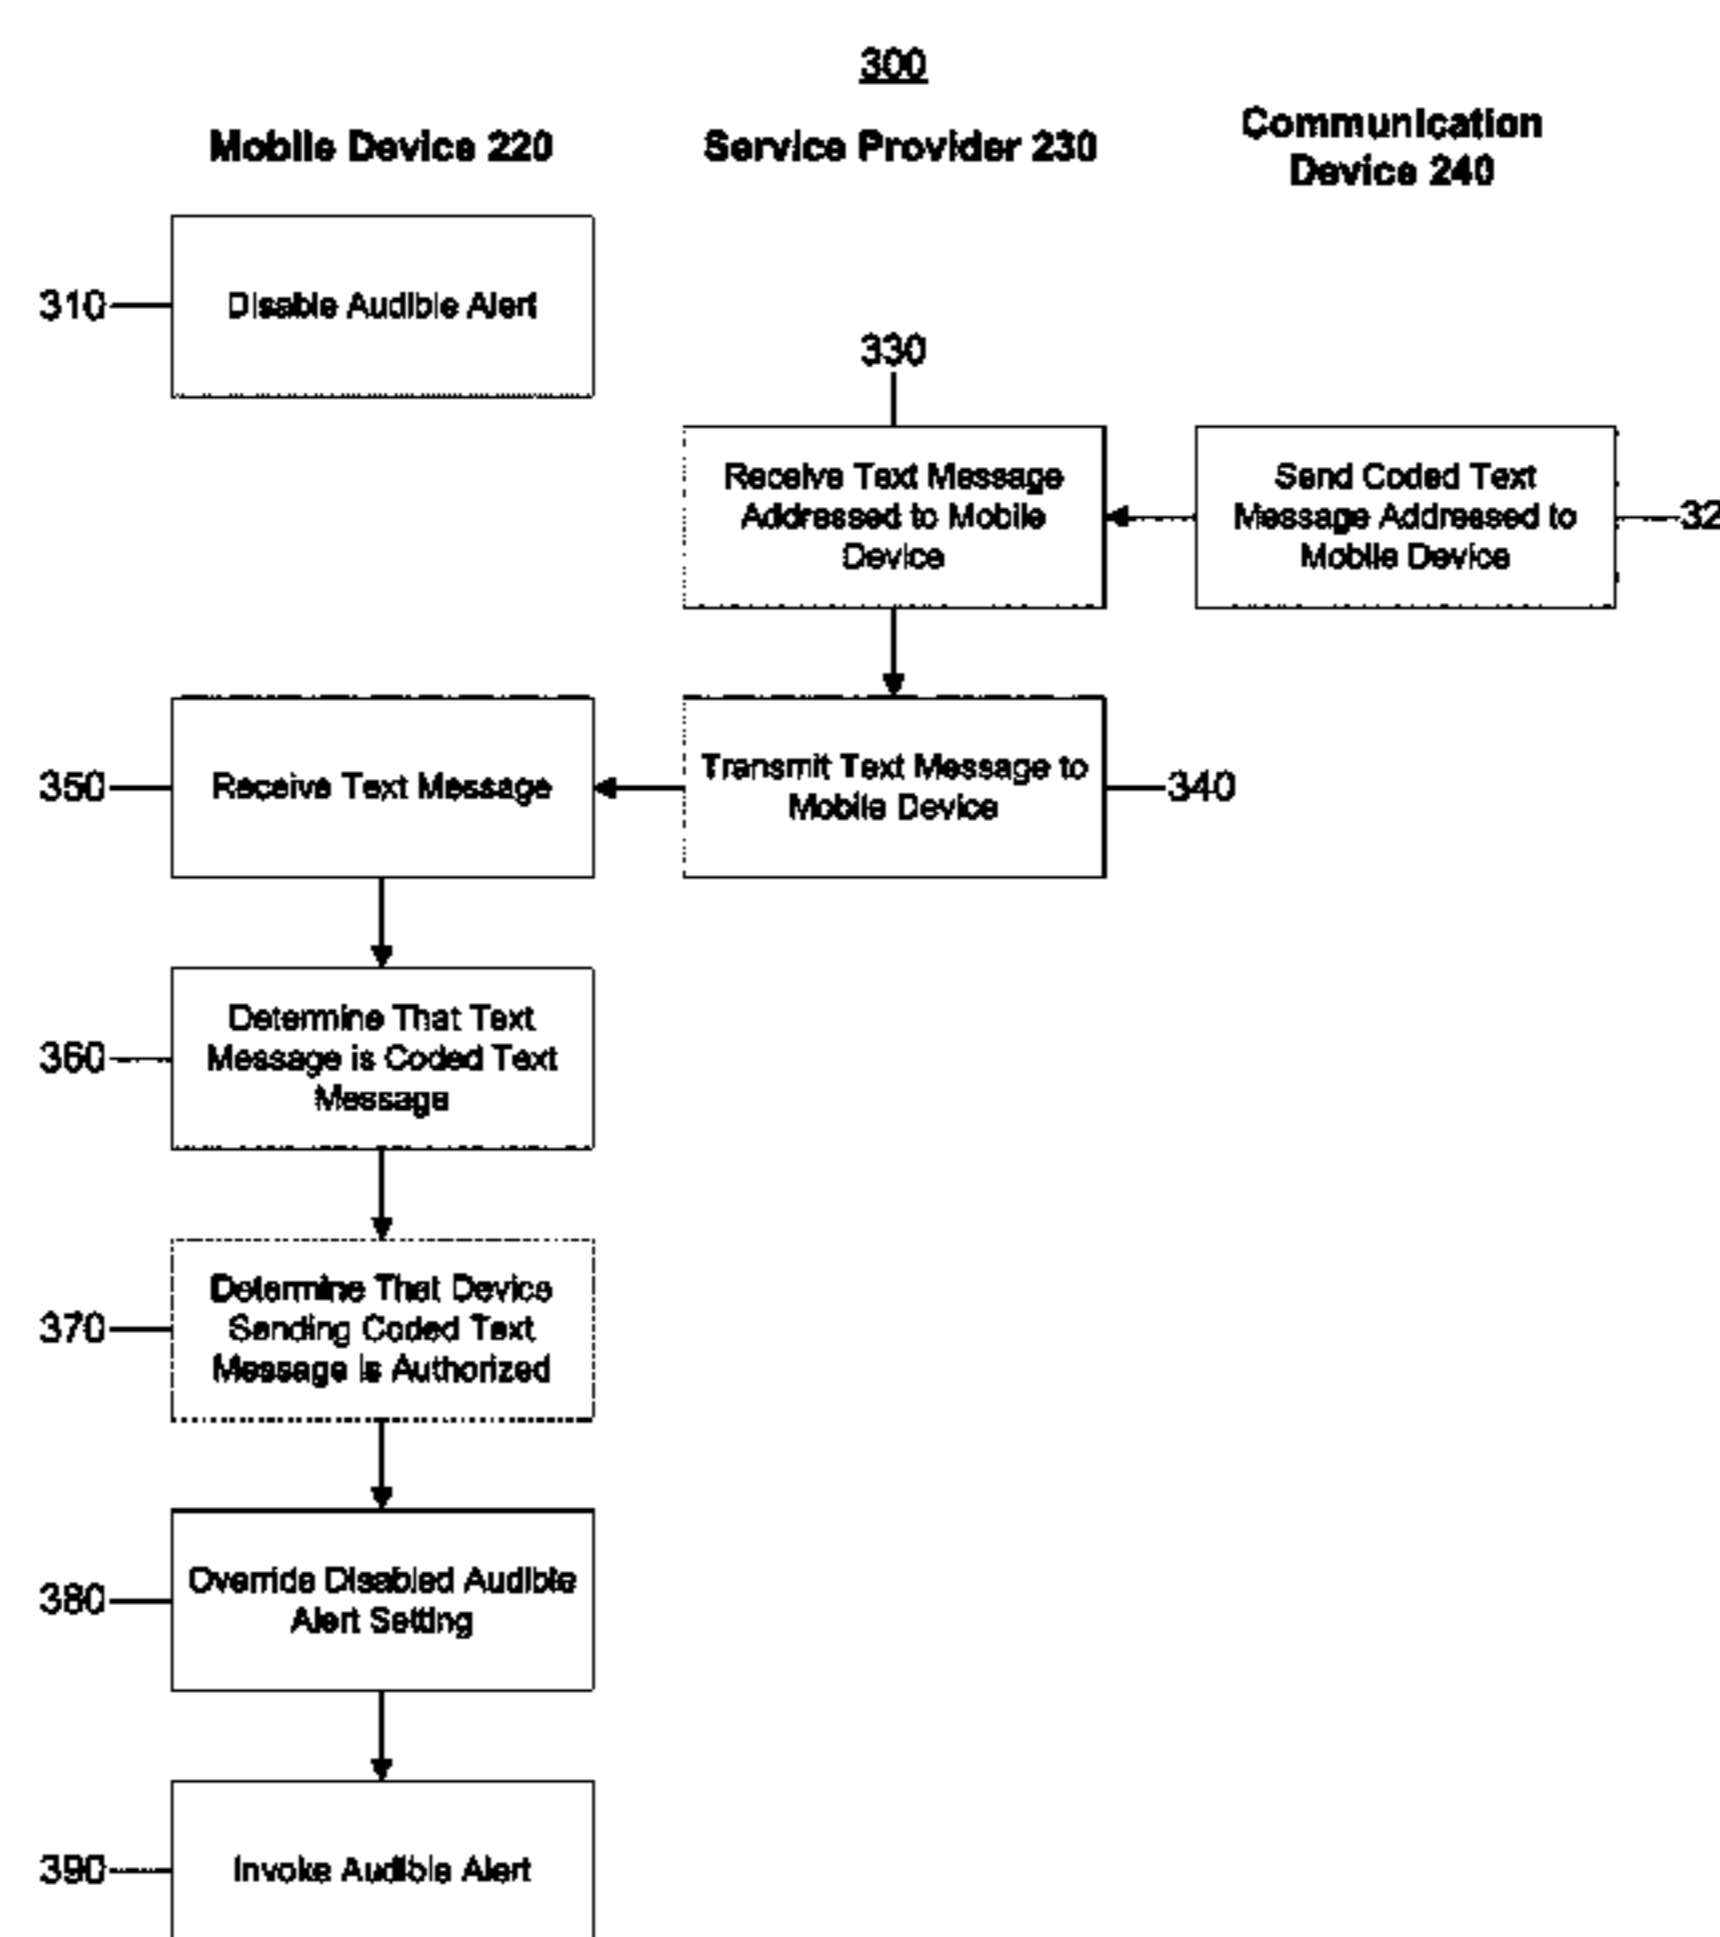 300
Mobile Device 220
Service Provider 230
Communication
Device 240
310
Disable Audible Alert
330
Receive Text Message
Addressed to Mobile
Device
Send Coded Text
Message Addressed to
Mobile Device
32
350
Receive Text Message
Transmit Text Message to
Mobile Device
340
360
Determine That Text
Message is Coded Text
Message
370
Determine That Device
Sending Coded Text
Message is Authorized
380
Override Disabled Audible
Alert Setting
390
Invoke Audible Alert